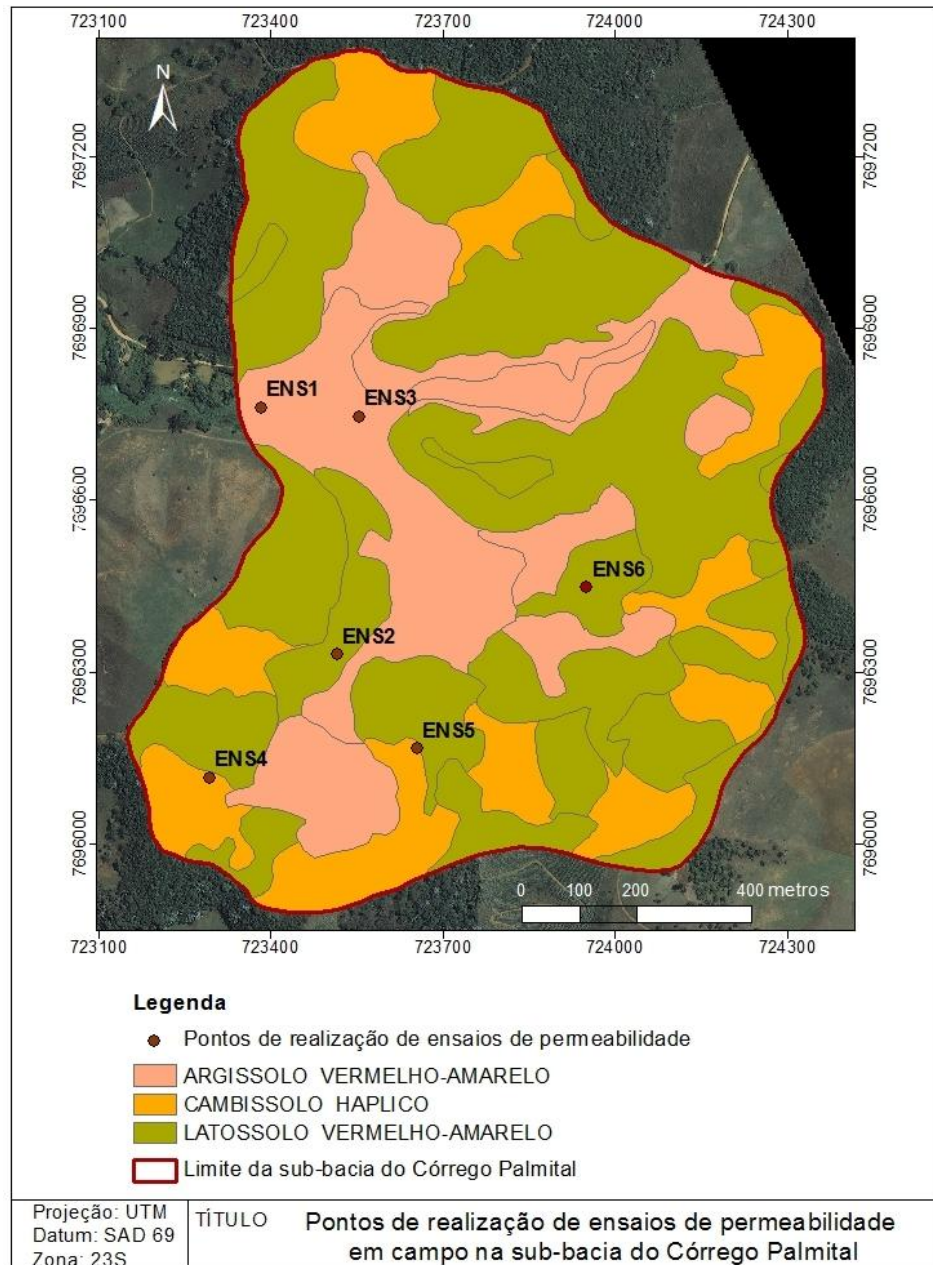 723100 723400 723700 724000 724300
N
7697200 7697200
7696900 7696900
ENS1
ENS3
7696600 7696600
ENS6
ENS2
7696300 7696300
ENS5
ENS4
7696000 7696000
0 100 200 400 metros
723100 723400 723700 724000 724300
Legenda
Pontos de realização de ensaios de permeabilidade
ARGISSOLO VERMELHO-AMARELO
CAMBISSOLO HAPLICO
LATOSSOLO VERMELHO-AMARELO
Limite da sub-bacia do Córrego Palmital
Projeção: UTM
Datum: SAD 69
Zona: 23S
TÍTULO
Pontos de realização de ensaios de permeabilidade
em campo na sub-bacia do Córrego Palmital